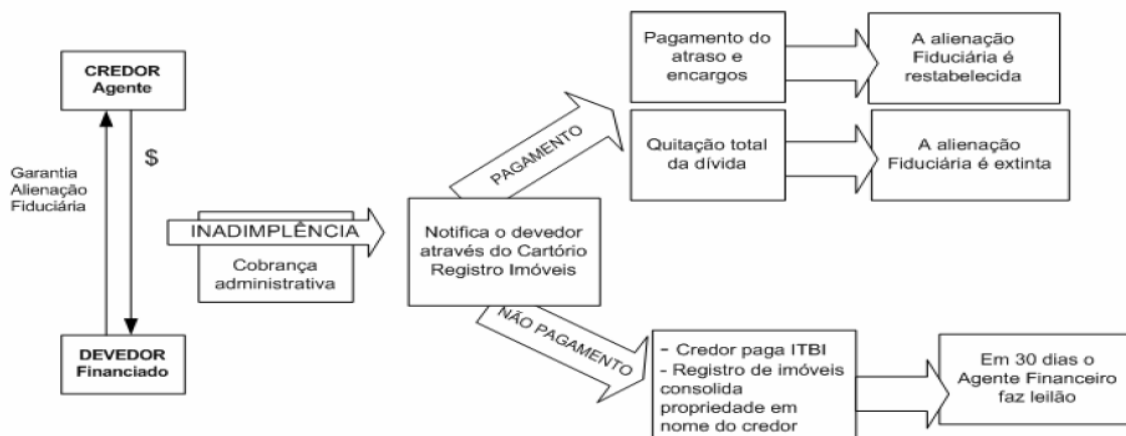 CREDOR
Agente
$
Garantia
Alienação
Fiduciária
DEVEDOR
Financiado
INADIMPLÊNCIA
Cobrança
administrativa
Notifica o devedor
através do Cartório
Registro Imóveis
PAGAMENTO
Pagamento do
atraso e
encargos
A alienação
Fiduciária é
restabelecida
Quitação total
da dívida
A alienação
Fiduciária é extinta
NÃO PAGAMENTO
- Credor paga ITBI
- Registro de imóveis
consolida
propriedade em
nome do credor
Em 30 dias o
Agente Financeiro
faz leilão